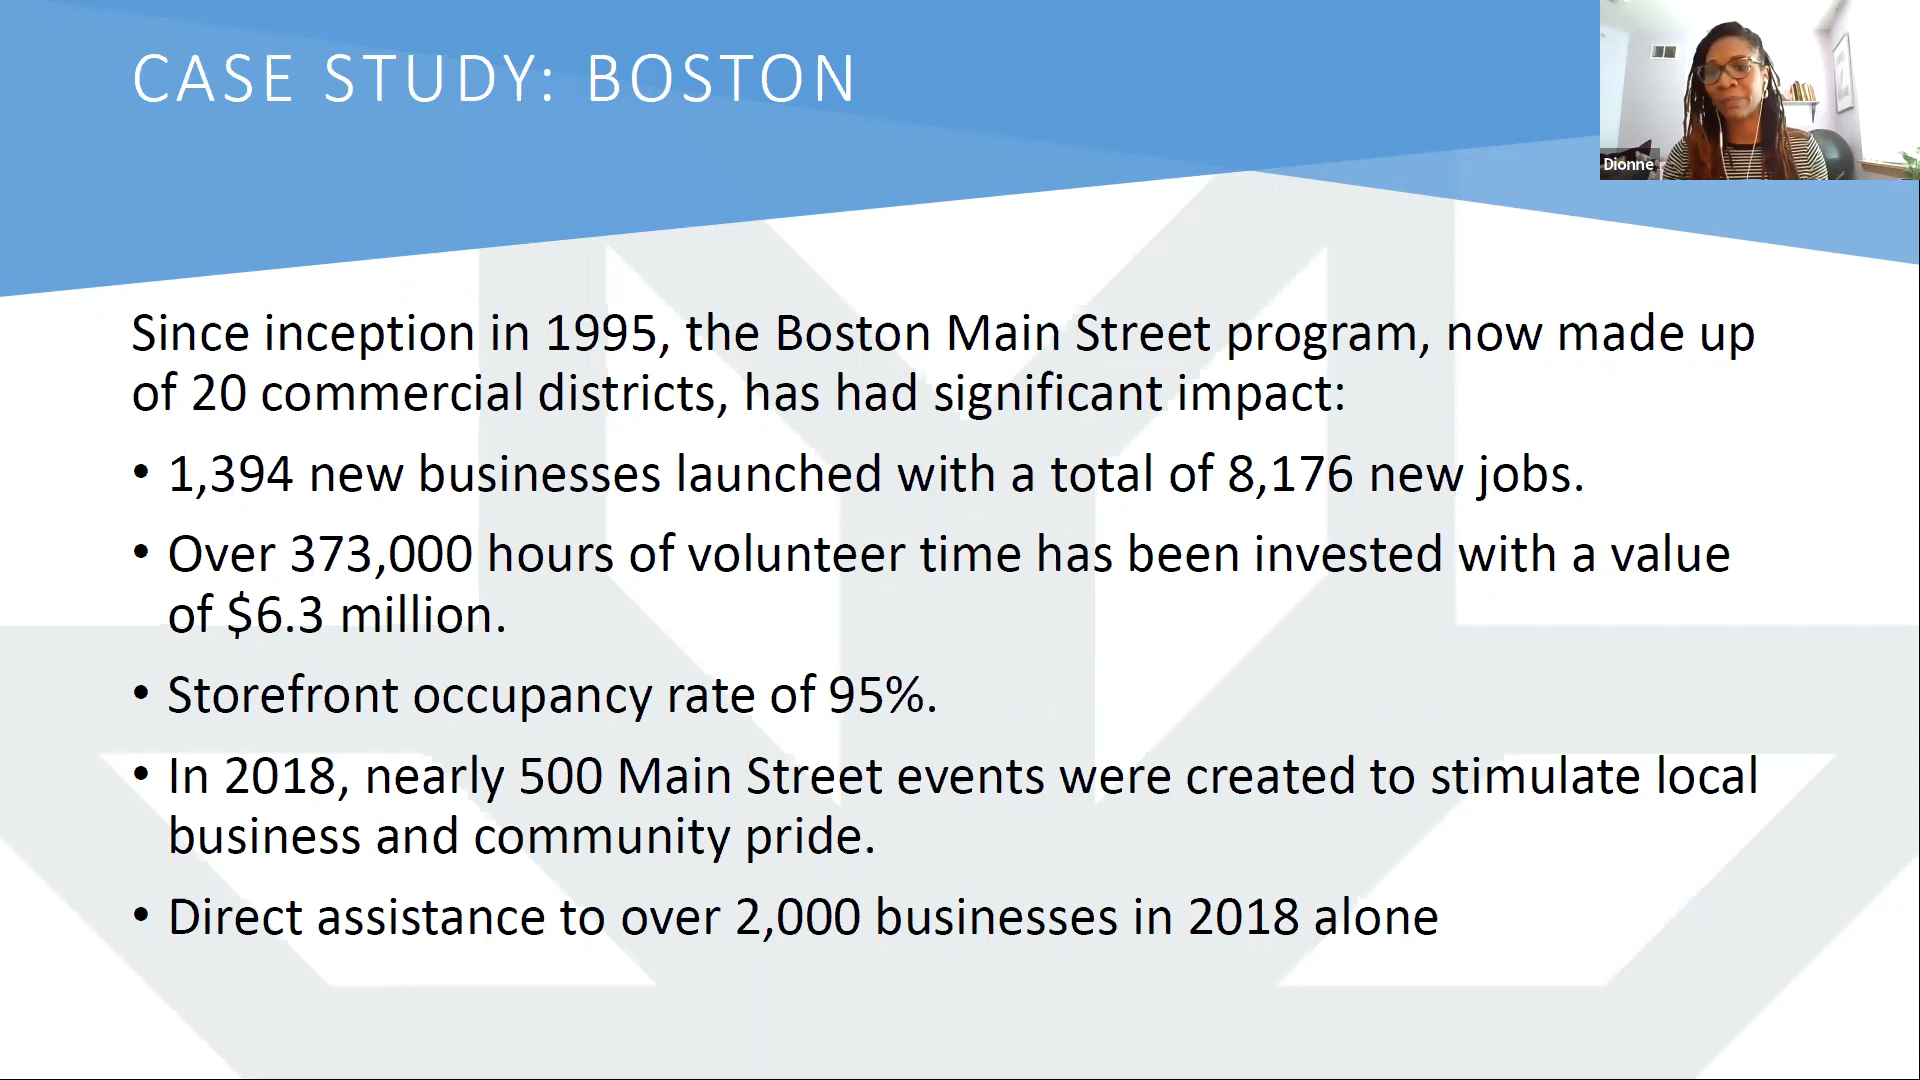 CASE STUDY: BOSTON
Dionne
Since inception in 1995, the Boston Main Street program, now made up
of 20 commercial districts, has had significant impact:
• 1,394 new businesses launched with a total of 8,176 new jobs.
• Over 373,000 hours of volunteer time has been invested with a value
of $6.3 million.
• Storefront occupancy rate of 95%.
• In 2018, nearly 500 Main Street events were created to stimulate local
business and community pride.
• Direct assistance to over 2,000 businesses in 2018 alone